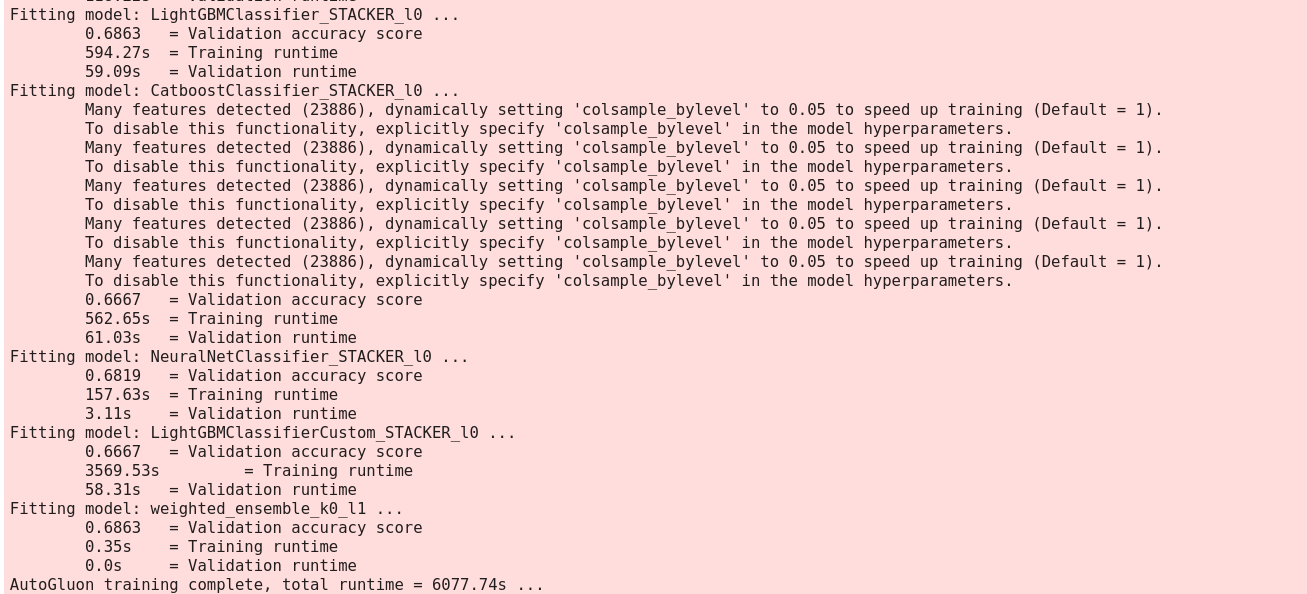 Fitting model: LightGBMClassifier_STACKER_l0 ...
0.6863 = Validation accuracy score
594.27s = Training runtime
59.09s = Validation runtime
Fitting model: CatboostClassifier_STACKER_l0 ...
Many features detected (23886), dynamically setting 'colsample_bylevel' to 0.05 to speed up training (Default = 1).
To disable this functionality, explicitly specify 'colsample_bylevel' in the model hyperparameters.
Many features detected (23886), dynamically setting 'colsample_bylevel' to 0.05 to speed up training (Default = 1).
To disable this functionality, explicitly specify 'colsample_bylevel' in the model hyperparameters.
Many features detected (23886), dynamically setting 'colsample_bylevel' to 0.05 to speed up training (Default = 1).
To disable this functionality, explicitly specify 'colsample_bylevel' in the model hyperparameters.
Many features detected (23886), dynamically setting 'colsample_bylevel' to 0.05 to speed up training (Default = 1).
To disable this functionality, explicitly specify 'colsample_bylevel' in the model hyperparameters.
Many features detected (23886), dynamically setting 'colsample_bylevel' to 0.05 to speed up training (Default = 1).
To disable this functionality, explicitly specify 'colsample_bylevel' in the model hyperparameters.
0.6667 = Validation accuracy score
562.65s = Training runtime
61.03s = Validation runtime
Fitting model: NeuralNetClassifier_STACKER_l0 ...
0.6819 = Validation accuracy score
157.63s = Training runtime
3.11s = Validation runtime
Fitting model: LightGBMClassifierCustom_STACKER_l0 ...
0.6667 = Validation accuracy score
3569.53s = Training runtime
58.31s = Validation runtime
Fitting model: weighted_ensemble_k0_l1 ...
0.6863 = Validation accuracy score
0.35s = Training runtime
0.0s = Validation runtime
AutoGluon training complete, total runtime = 6077.74s ...